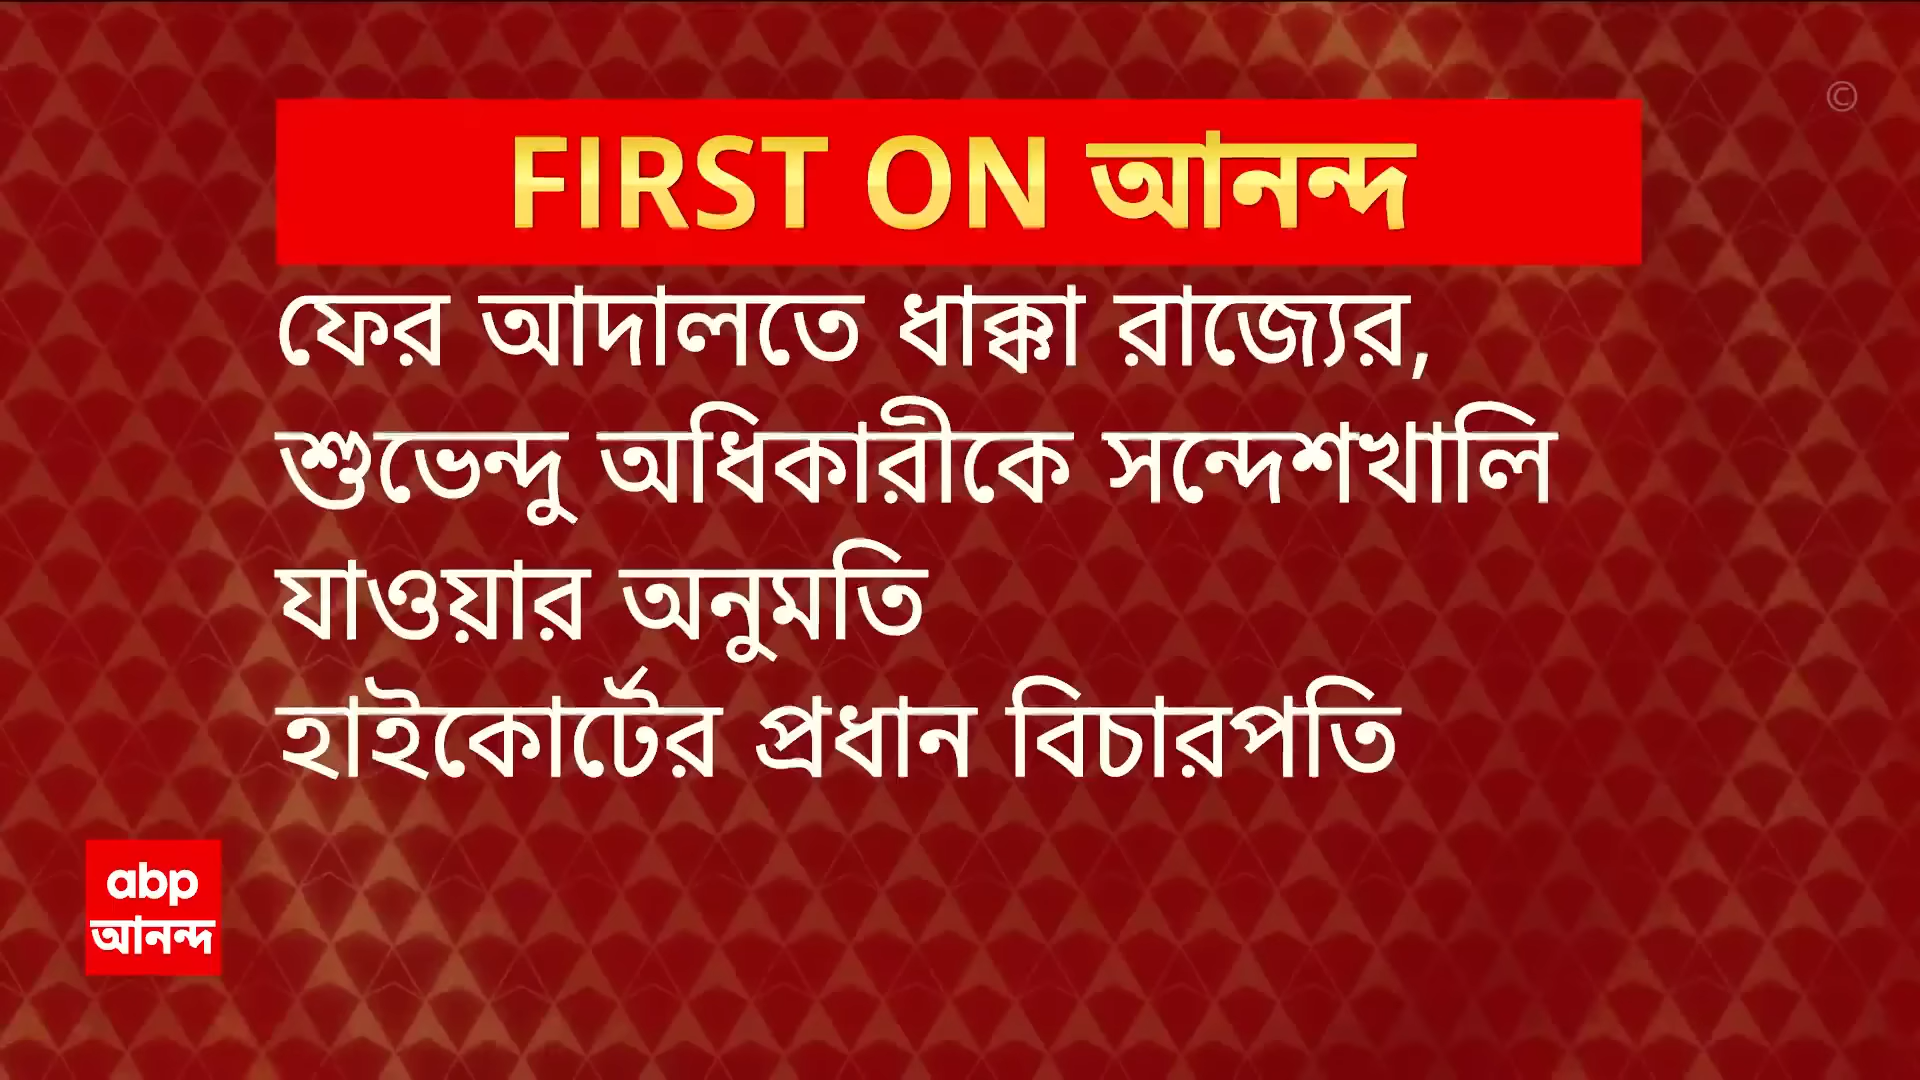 ©
FIRST ON আনন্দ
ফের আদালতে ধাক্কা রাজ্যের,
শুভেন্দু অধিকারীকে সন্দেশখালি
যাওয়ার অনুমতি
হাইকোর্টের প্রধান বিচারপতি
abp
আনন্দ